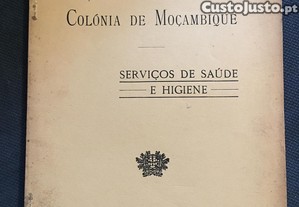 CustoJusto.pt
COLÓNIA DE MOÇAMBIQUE
SERVIÇOS DE SAÚDE
E HIGIENE